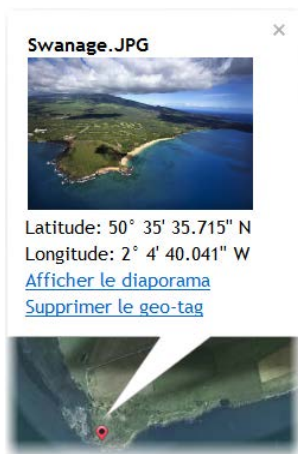 Swanage.JPG
×
Latitude: 50° 35' 35.715" N
Longitude: 2° 4' 40.041" W
Afficher le diaporama
Supprimer le geo-tag